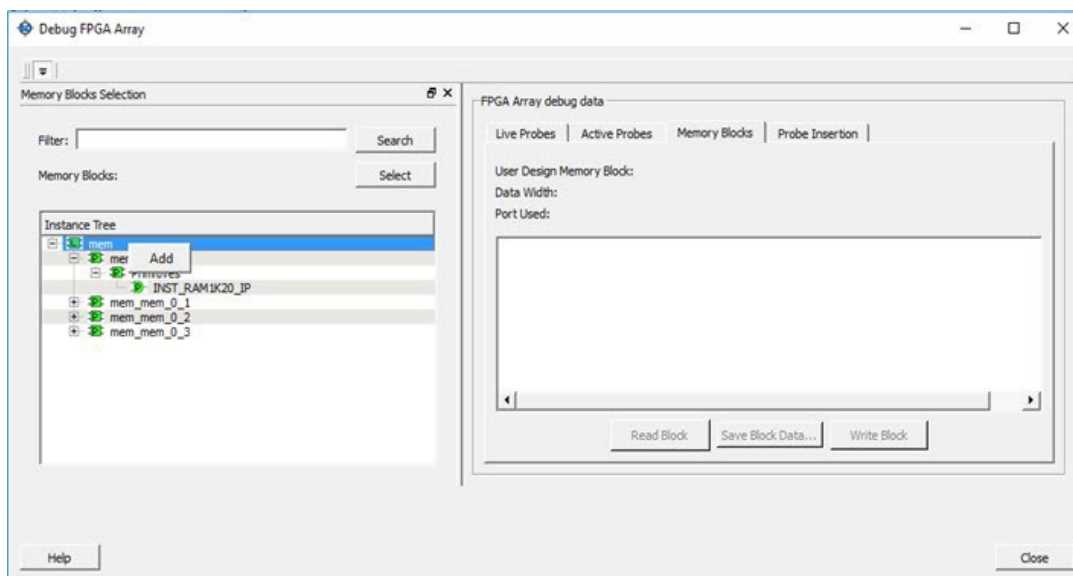 Debug FPGA Array
Memory Blocks Selection
Filter:
Search
Memory Blocks:
Select
Instance Tree
mem
Add
Primitives
INST_RAM1K20_IP
mem_mem_0_1
mem_mem_0_2
mem_mem_0_3
FPGA Array debug data
Live Probes Active Probes Memory Blocks Probe Insertion
User Design Memory Block:
Data Width:
Port Used:
Read Block Save Block Data... Write Block
Help
Close